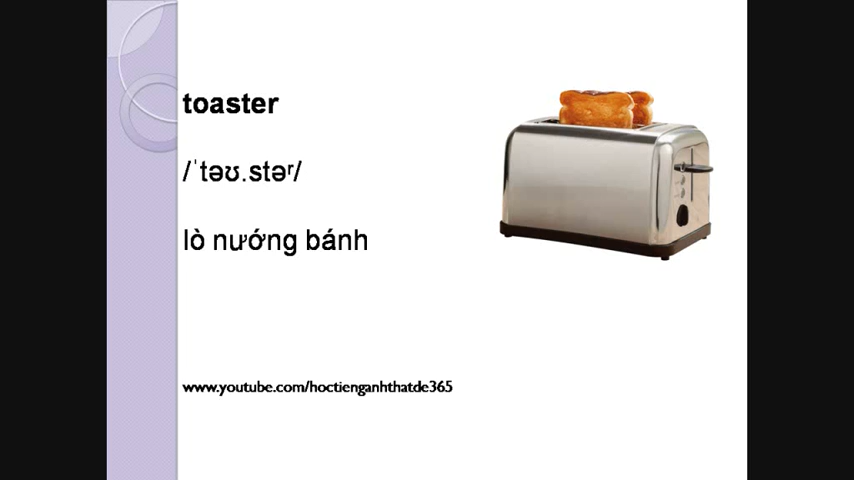 toaster
/ˈtəʊ.stəʳ/
lò nướng bánh
www.youtube.com/hoctienganhthatde365